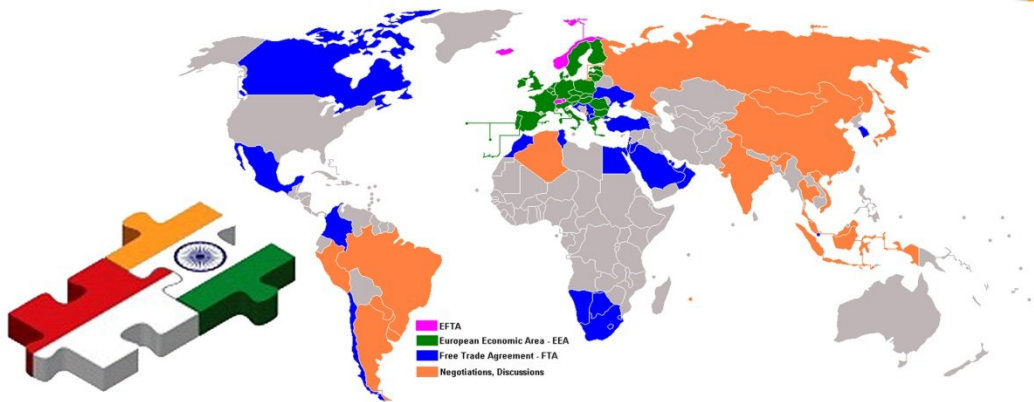 EFTA
European Economic Area - EEA
Free Trade Agreement - FTA
Negotiations, Discussions